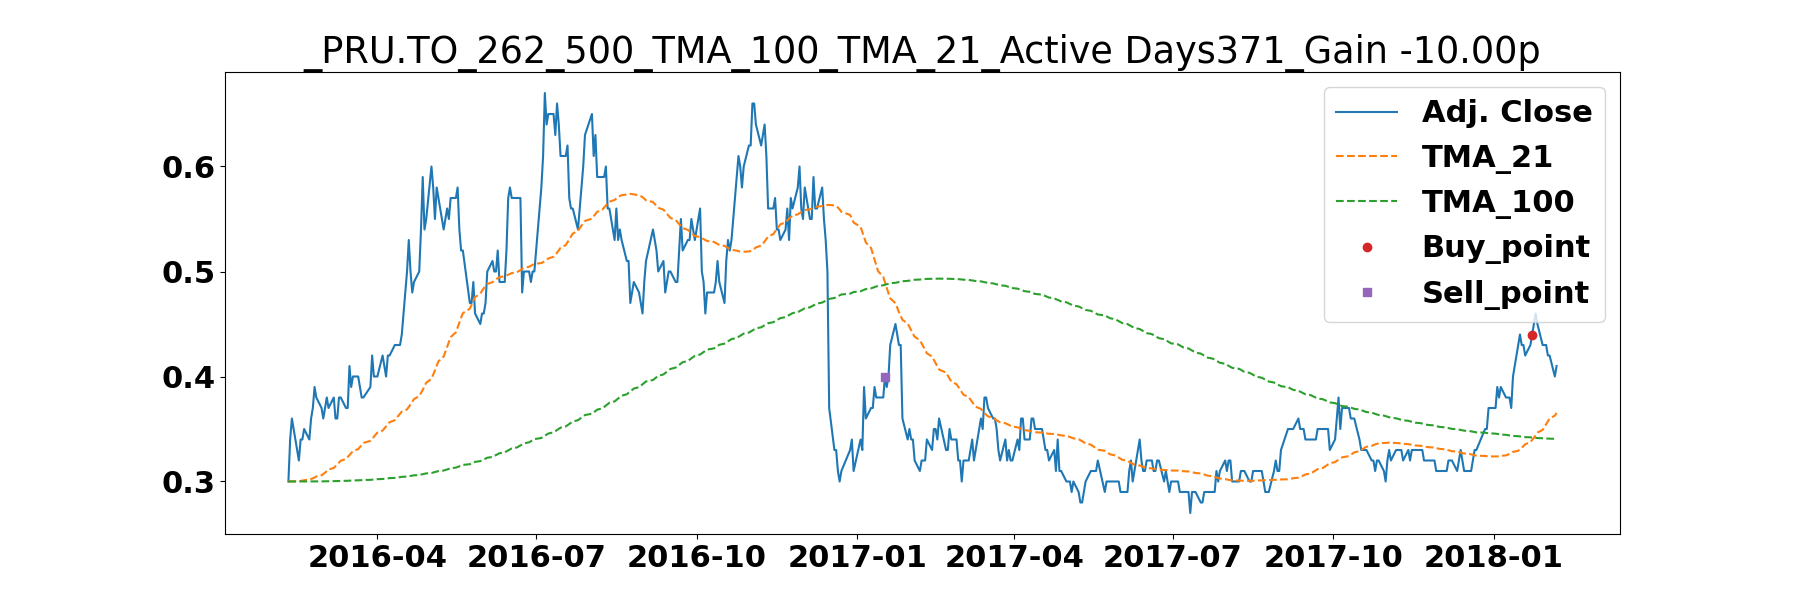 _PRU.TO_262_500_TMA_100_TMA_21_Active Days371_Gain -10.00p
Adj. Close
TMA_21
TMA_100
Buy_point
Sell_point
0.6
0.5
0.4
0.3
2016-04 2016-07 2016-10 2017-01 2017-04 2017-07 2017-10 2018-01